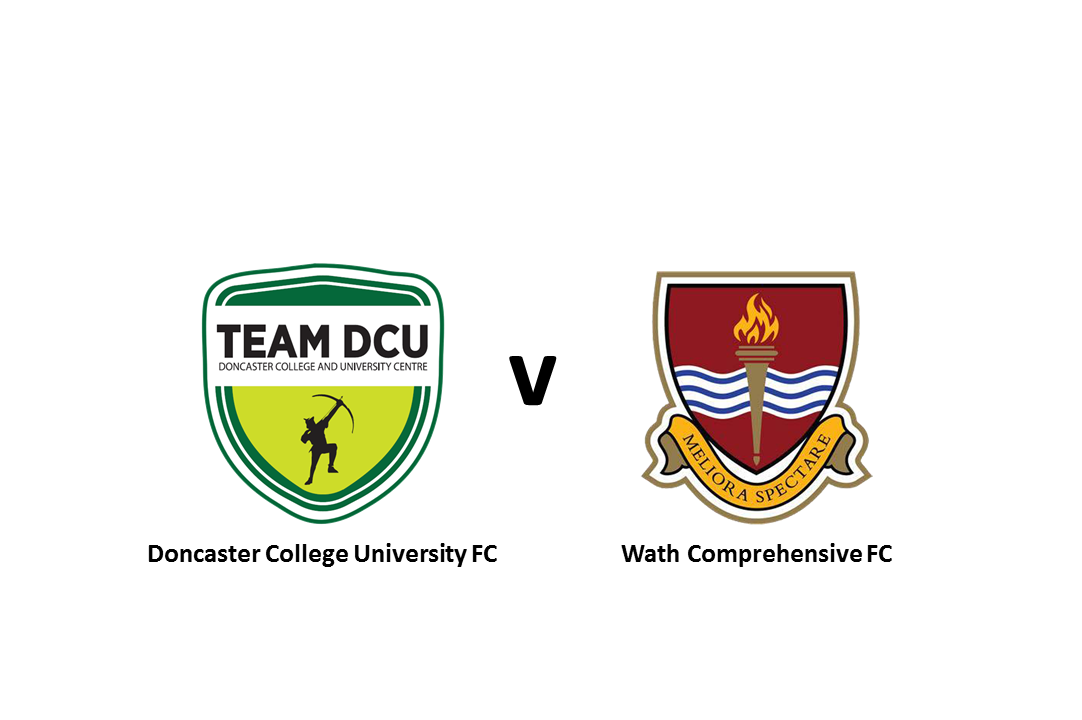 TEAM DCU
DONCASTER COLLEGE AND UNIVERSITY CENTRE
v
MELIORA SPECTARE
Doncaster College University FC
Wath Comprehensive FC